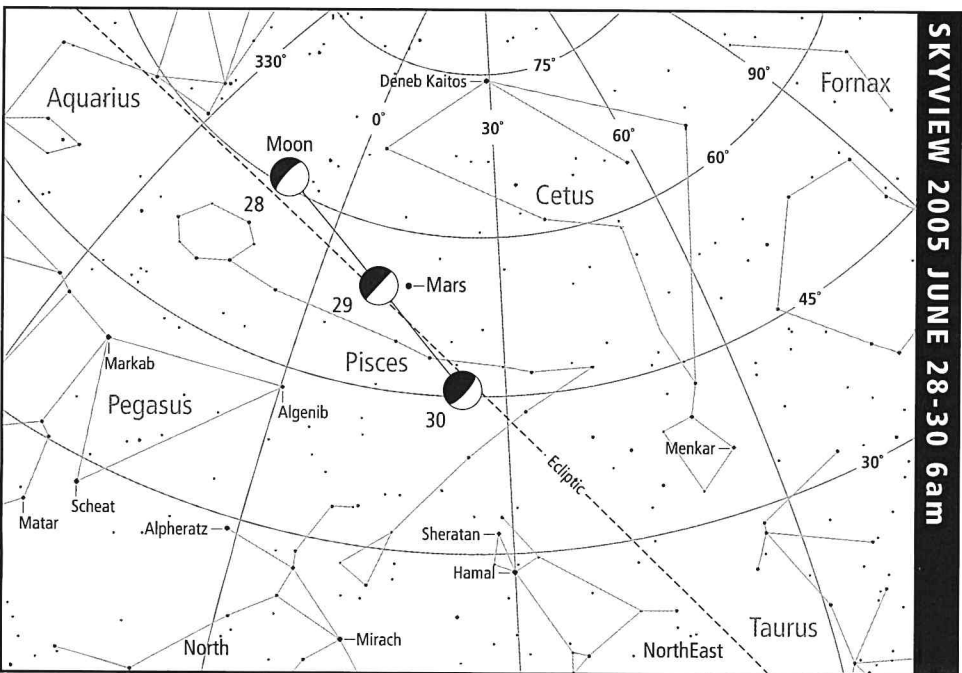 330°
75°
90°
Deneb Kaitos
Fornax
Aquarius
0°
30°
60°
Moon
60°
Cetus
28
Mars
45°
29
Markab
Pisces
Pegasus
Algenib
30
Menkar
30°
Ecliptic
Scheat
Matar
Alpheratz
Sheratan
Hamal
Taurus
Mirach
North
NorthEast
SKYVIEW 2005 JUNE 28-30 6am